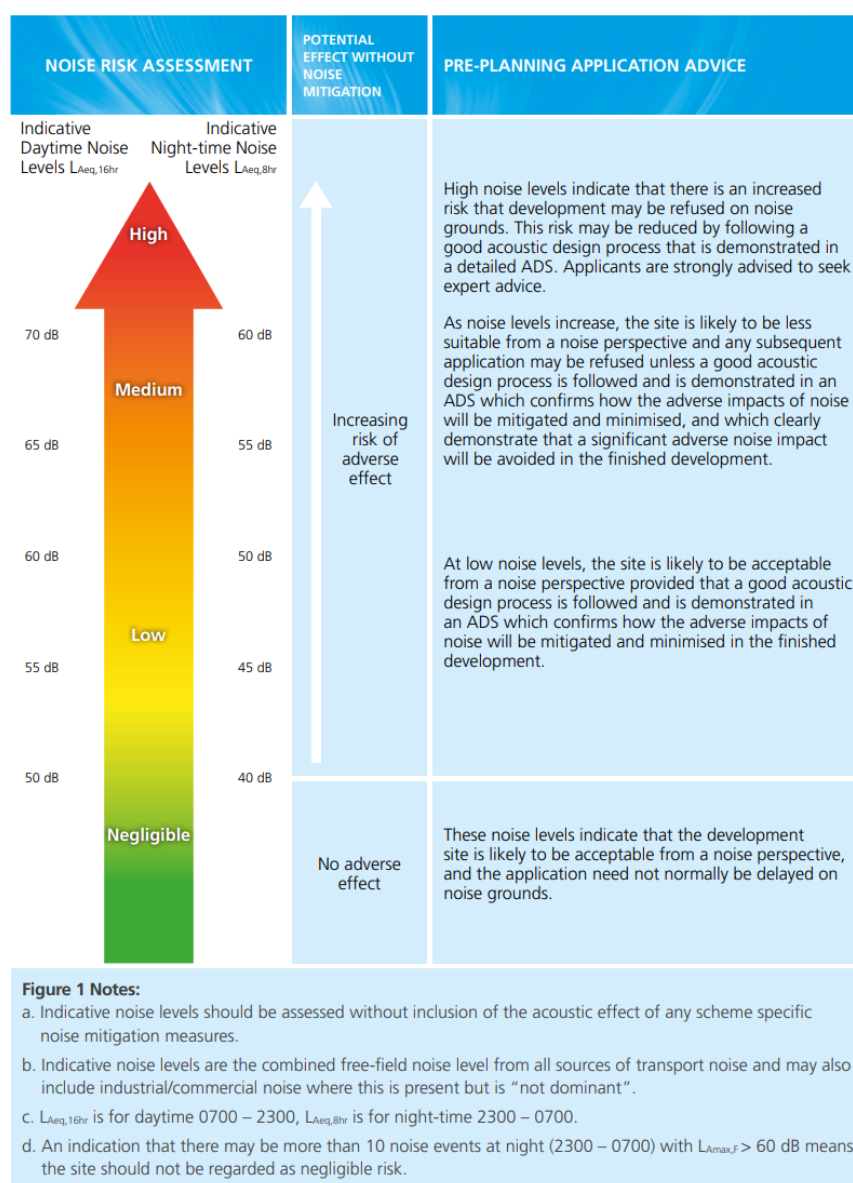 NOISE RISK ASSESSMENT
POTENTIAL
EFFECT WITHOUT
NOISE
MITIGATION
PRE-PLANNING APPLICATION ADVICE
Indicative
Daytime Noise
Levels LAeq,16hr
Indicative
Night-time Noise
Levels LAeq,8hr
High
70 dB
60 dB
Medium
65 dB
55 dB
60 dB
50 dB
Low
55 dB
45 dB
50 dB
40 dB
Negligible
Increasing
risk of
adverse
effect
No adverse
effect
High noise levels indicate that there is an increased
risk that development may be refused on noise
grounds. This risk may be reduced by following a
good acoustic design process that is demonstrated in
a detailed ADS. Applicants are strongly advised to seek
expert advice.
As noise levels increase, the site is likely to be less
suitable from a noise perspective and any subsequent
application may be refused unless a good acoustic
design process is followed and is demonstrated in an
ADS which confirms how the adverse impacts of noise
will be mitigated and minimised, and which clearly
demonstrate that a significant adverse noise impact
will be avoided in the finished development.
At low noise levels, the site is likely to be acceptable
from a noise perspective provided that a good acoustic
design process is followed and is demonstrated in
an ADS which confirms how the adverse impacts of
noise will be mitigated and minimised in the finished
development.
These noise levels indicate that the development
site is likely to be acceptable from a noise perspective,
and the application need not normally be delayed on
noise grounds.
Figure 1 Notes:
a. Indicative noise levels should be assessed without inclusion of the acoustic effect of any scheme specific
noise mitigation measures.
b. Indicative noise levels are the combined free-field noise level from all sources of transport noise and may also
include industrial/commercial noise where this is present but is “not dominant”.
c. LAeq,16hr is for daytime 0700 – 2300, LAeq,8hr is for night-time 2300 – 0700.
d. An indication that there may be more than 10 noise events at night (2300 – 0700) with LAmax,F > 60 dB means
the site should not be regarded as negligible risk.